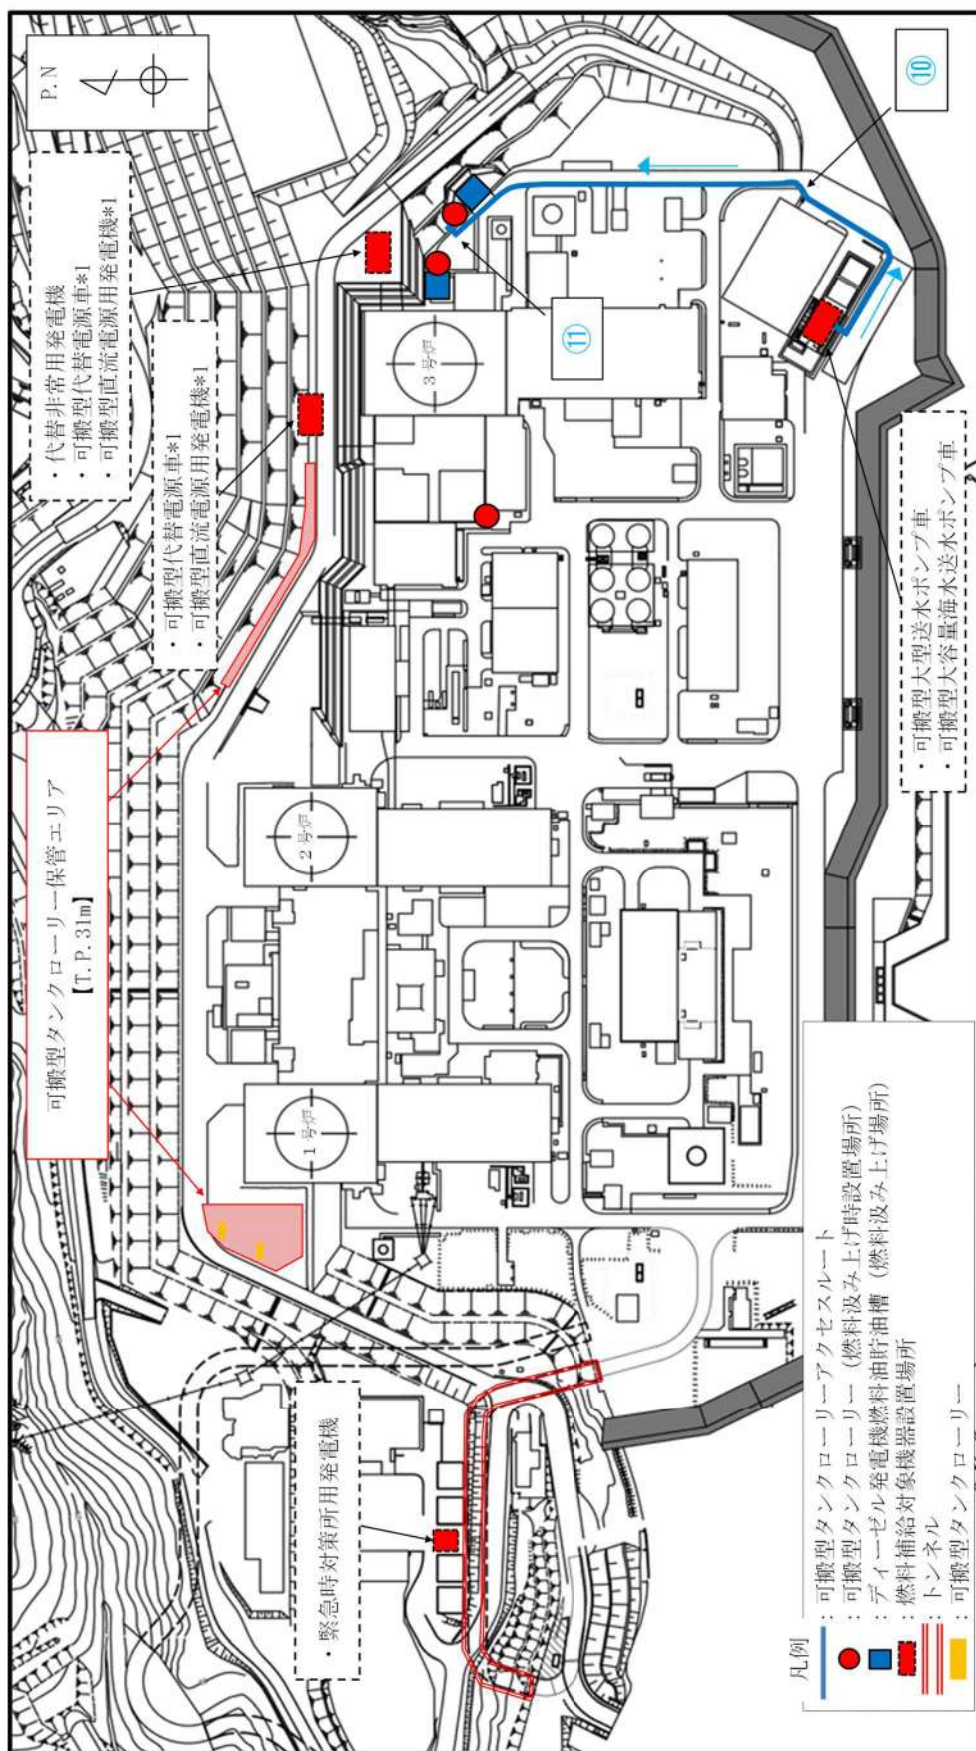 P.N
・代替非常用発電機
・可搬型代替電源車*1
・可搬型直流電源用発電機*1
・可搬型代替電源車*1
・可搬型直流電源用発電機*1
可搬型タンクローリー保管エリア
【T.P.31m】
・緊急時対策所用発電機
1号炉
2号炉
3号炉
⑩
⑪
・可搬型大型送水ポンプ車
・可搬型大容量海水送水ポンプ車
凡例
：可搬型タンクローリーアクセスルート
：可搬型タンクローリー（燃料汲み上げ時設置場所）
：ディーゼル発電機燃料油貯油槽（燃料汲み上げ場所）
：燃料補給対象機器設置場所
：トンネル
：可搬型タンクローリー